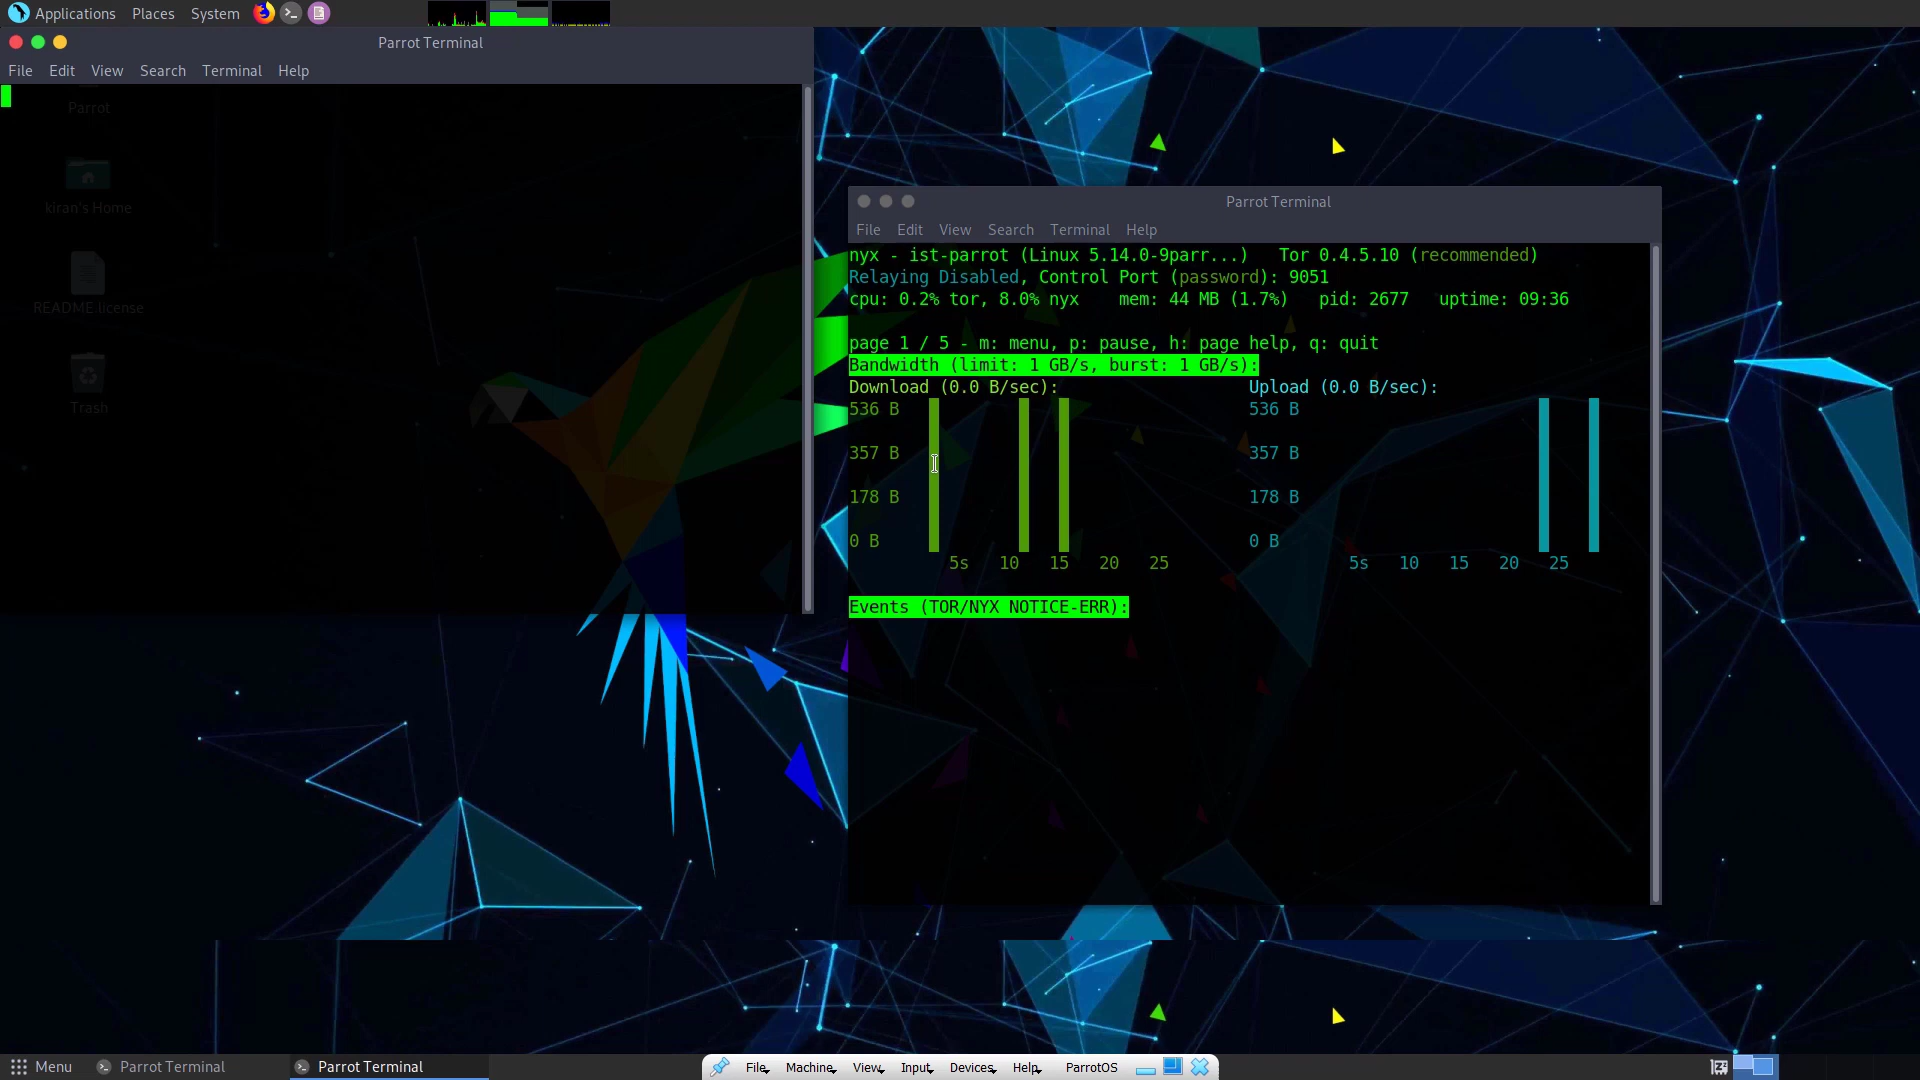 Applications Places System
Parrot Terminal
File Edit View Search Terminal Help
Parrot
kiran's Home
README license
Trash
Parrot Terminal
File Edit View Search Terminal Help
nyx - ist-parrot (Linux 5.14.0-9parr...) Tor 0.4.5.10 (recommended)
Relaying Disabled, Control Port (password): 9051
cpu: 0.2% tor, 8.0% nyx mem: 44 MB (1.7%) pid: 2677 uptime: 09:36
page 1 / 5 - m: menu, p: pause, h: page help, q: quit
Bandwidth (limit: 1 GB/s, burst: 1 GB/s):
Download (0.0 B/sec): Upload (0.0 B/sec):
536 B 536 B
357 B 357 B
178 B 178 B
0 B 0 B
5s 10 15 20 25 5s 10 15 20 25
Events (TOR/NYX NOTICE-ERR):
Menu Parrot Terminal Parrot Terminal File Machine View Input Devices Help ParrotOS